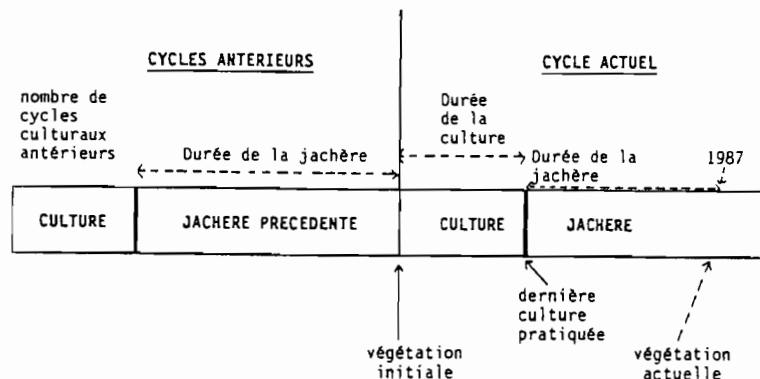 CYCLES ANTERIEURS
CYCLE ACTUEL
nombre de
cycles
culturaux
antérieurs
Durée de la jachère
Durée
de la
culture
Durée de la
jachère
1987
CULTURE
JACHERE PRECEDENTE
CULTURE
JACHERE
dernière
culture
pratiquée
végétation
initiale
végétation
actuelle